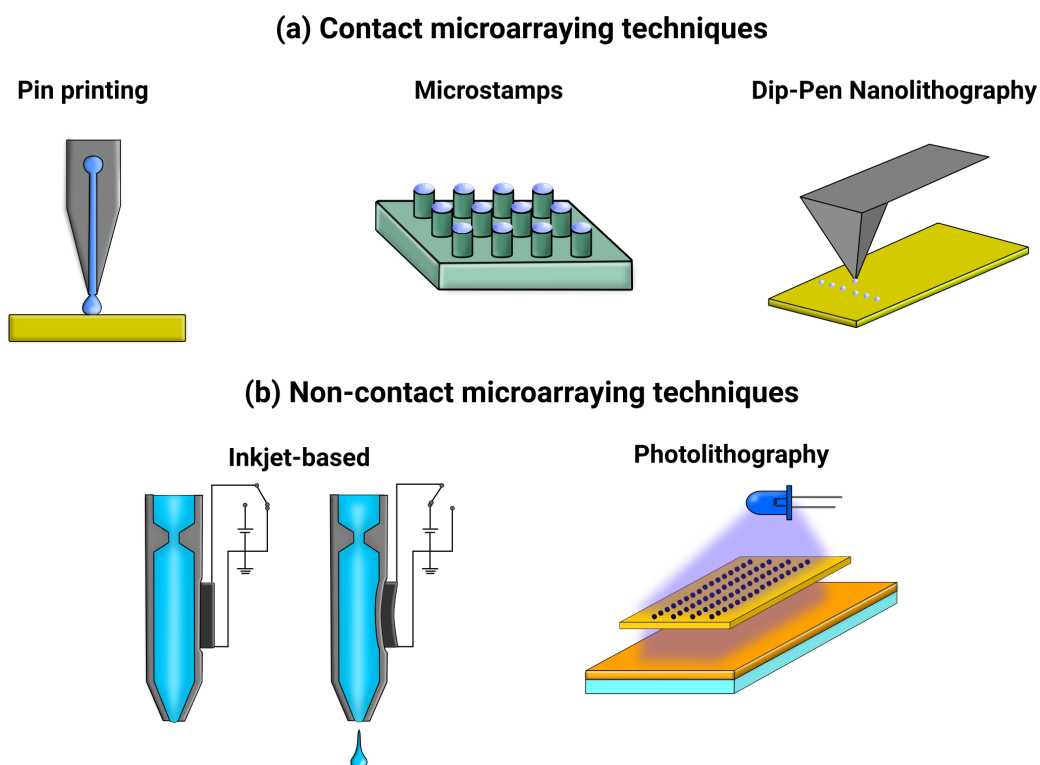 (a) Contact microarraying techniques
Pin printing
Microstamps
Dip-Pen Nanolithography
(b) Non-contact microarraying techniques
Inkjet-based
Photolithography